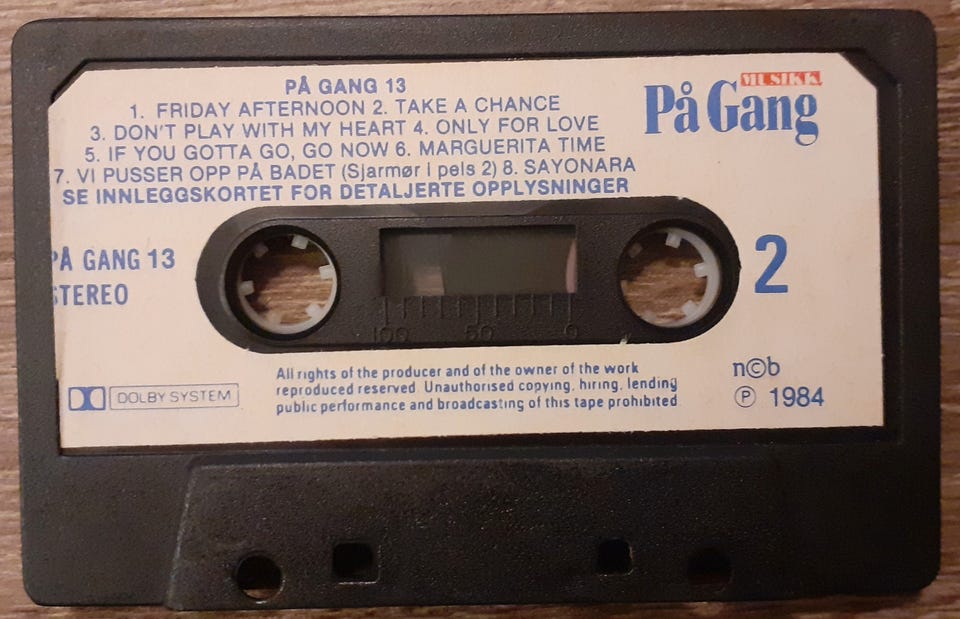 PÅ GANG 13
1. FRIDAY AFTERNOON 2. TAKE A CHANCE
3. DON'T PLAY WITH MY HEART 4. ONLY FOR LOVE
5. IF YOU GOTTA GO, GO NOW 6. MARGUERITA TIME
7. VI PUSSER OPP PÅ BADET (Sjarmør i pels 2) 8. SAYONARA
SE INNLEGGSKORTET FOR DETALJERTE OPPLYSNINGER
MUSIKK
På Gang
PÅ GANG 13
STEREO
2
100 50 0
DOLBY SYSTEM
All rights of the producer and of the owner of the work
reproduced reserved. Unauthorised copying, hiring, lending
public performance and broadcasting of this tape prohibited.
n©b
℗ 1984